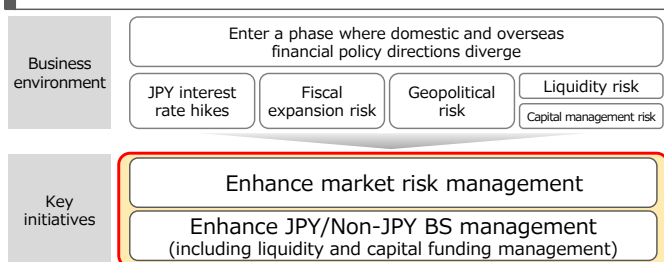 Business
environment
Enter a phase where domestic and overseas
financial policy directions diverge
JPY interest
rate hikes
Fiscal
expansion risk
Geopolitical
risk
Liquidity risk
Capital management risk
Key
initiatives
Enhance market risk management
Enhance JPY/Non-JPY BS management
(including liquidity and capital funding management)